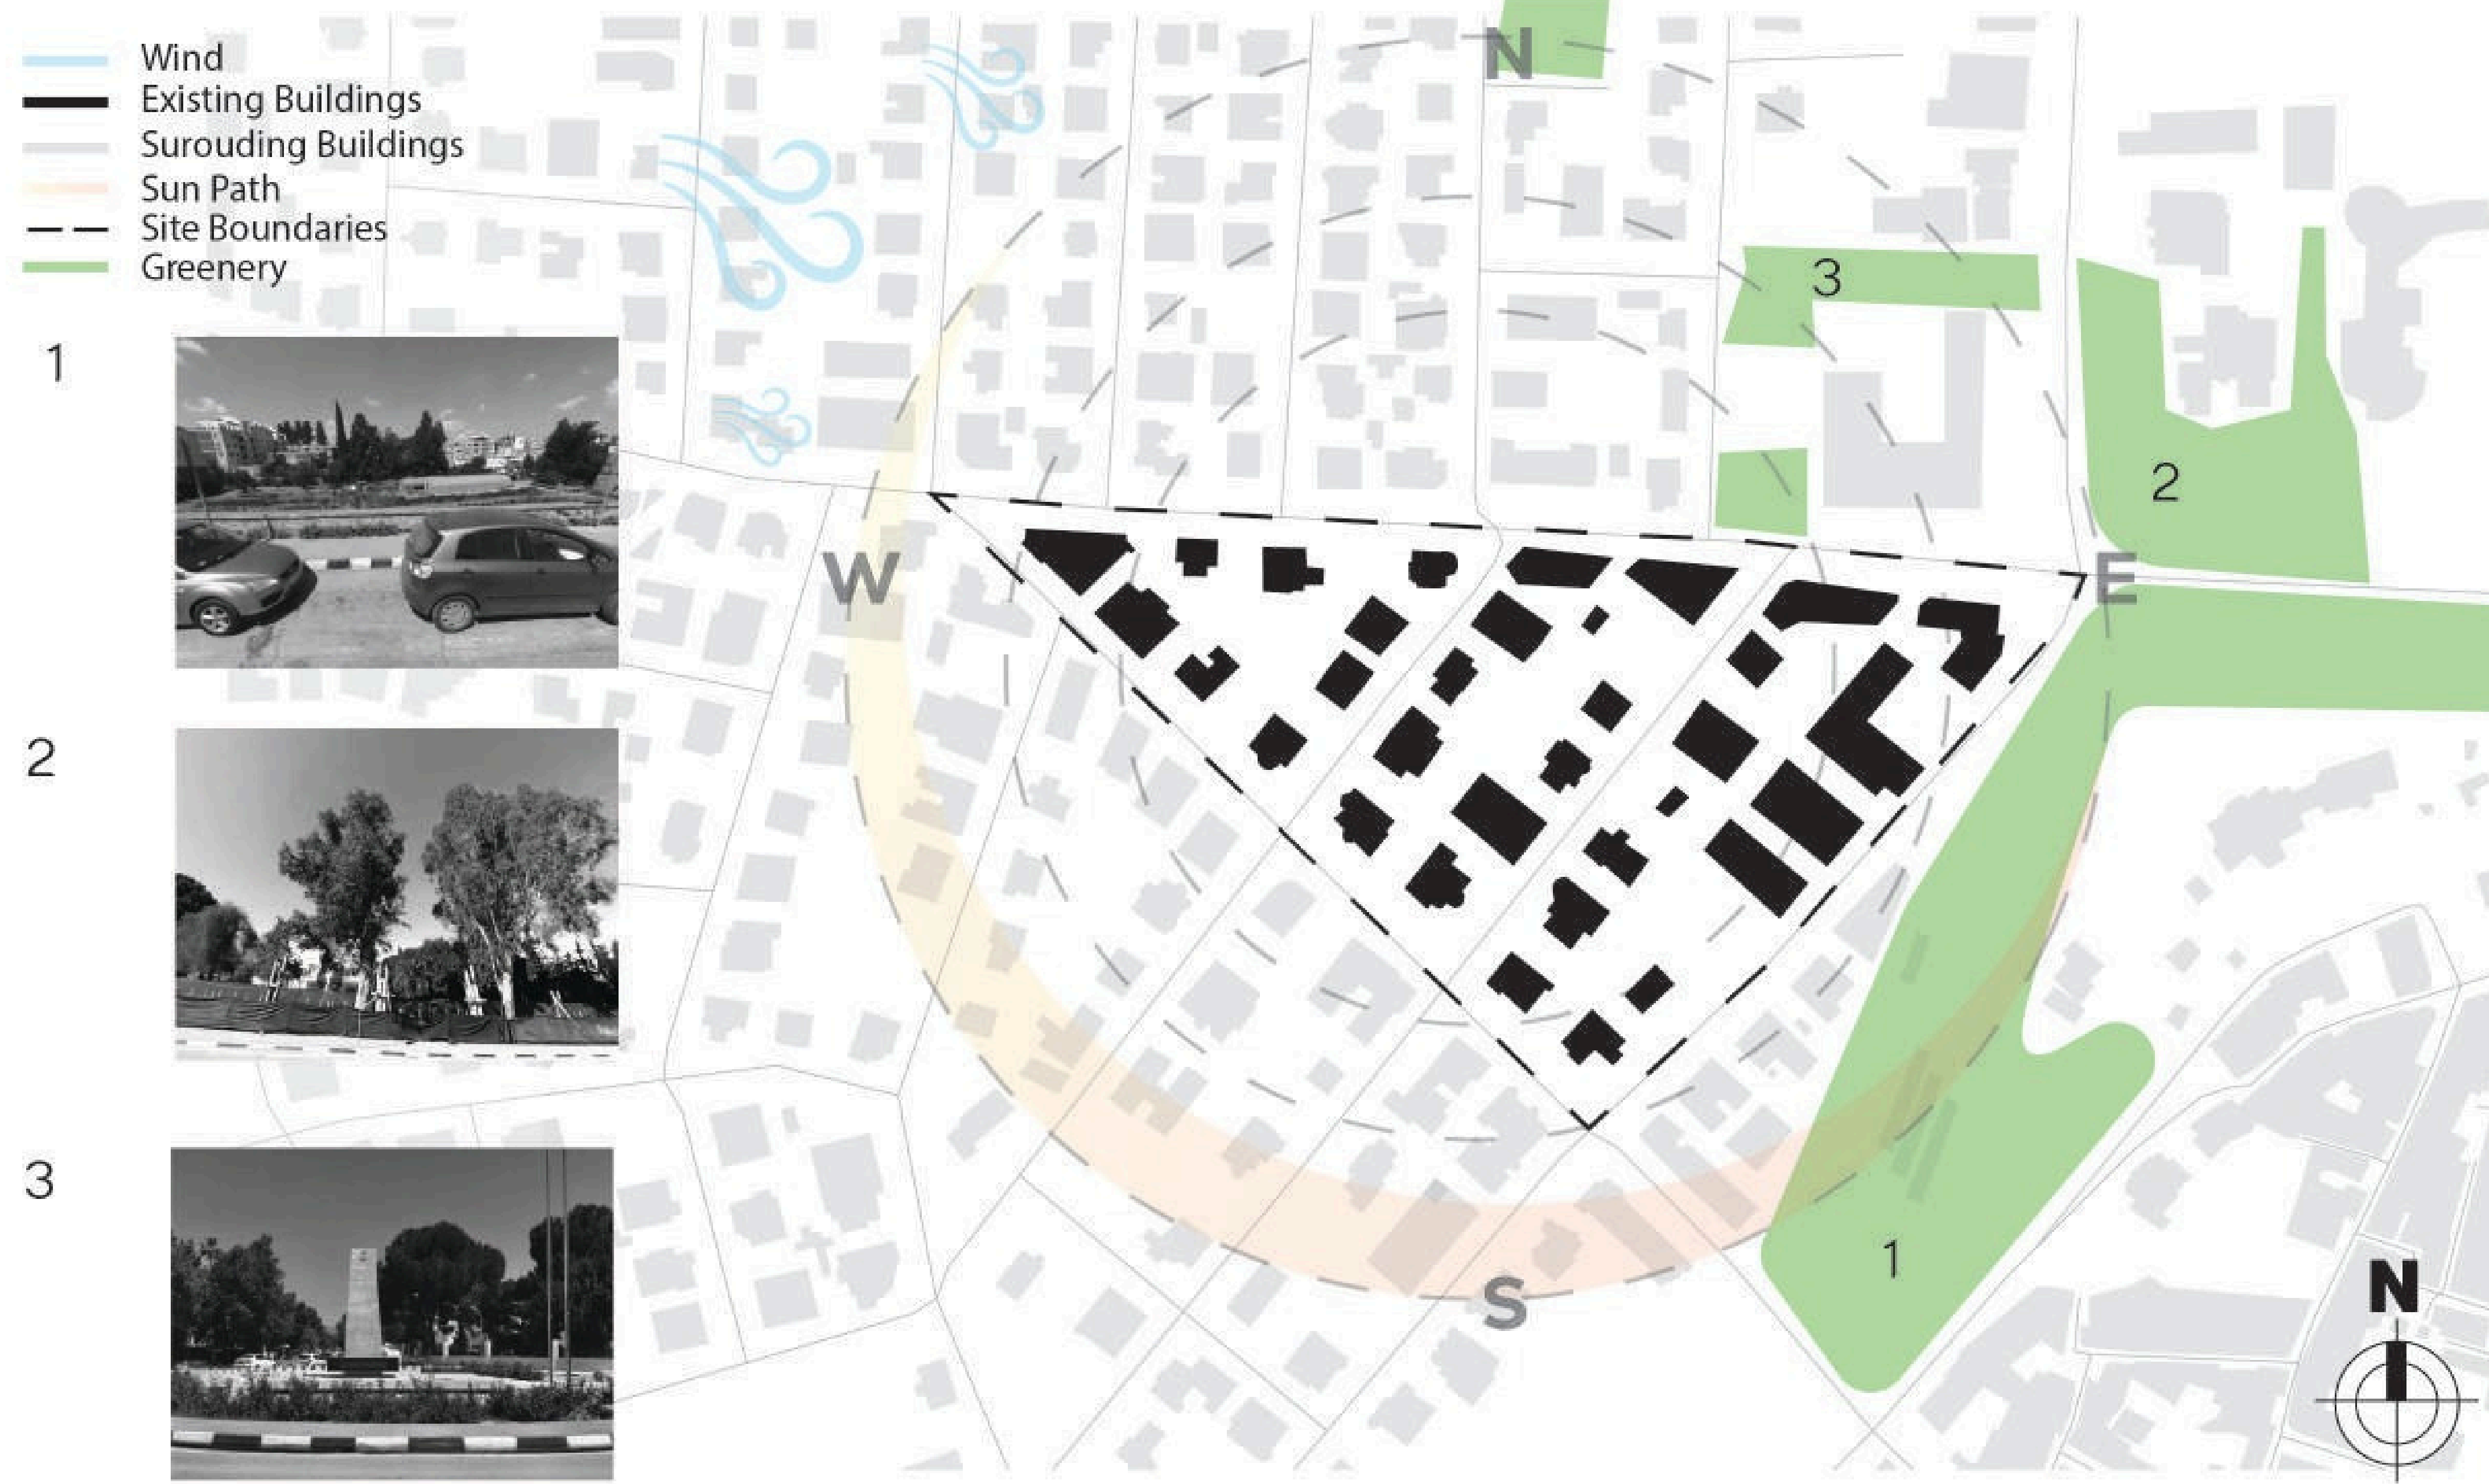 Wind
Existing Buildings
Surouding Buildings
Sun Path
Site Boundaries
Greenery
1
2
3
N
3
2
W
E
S
1
N